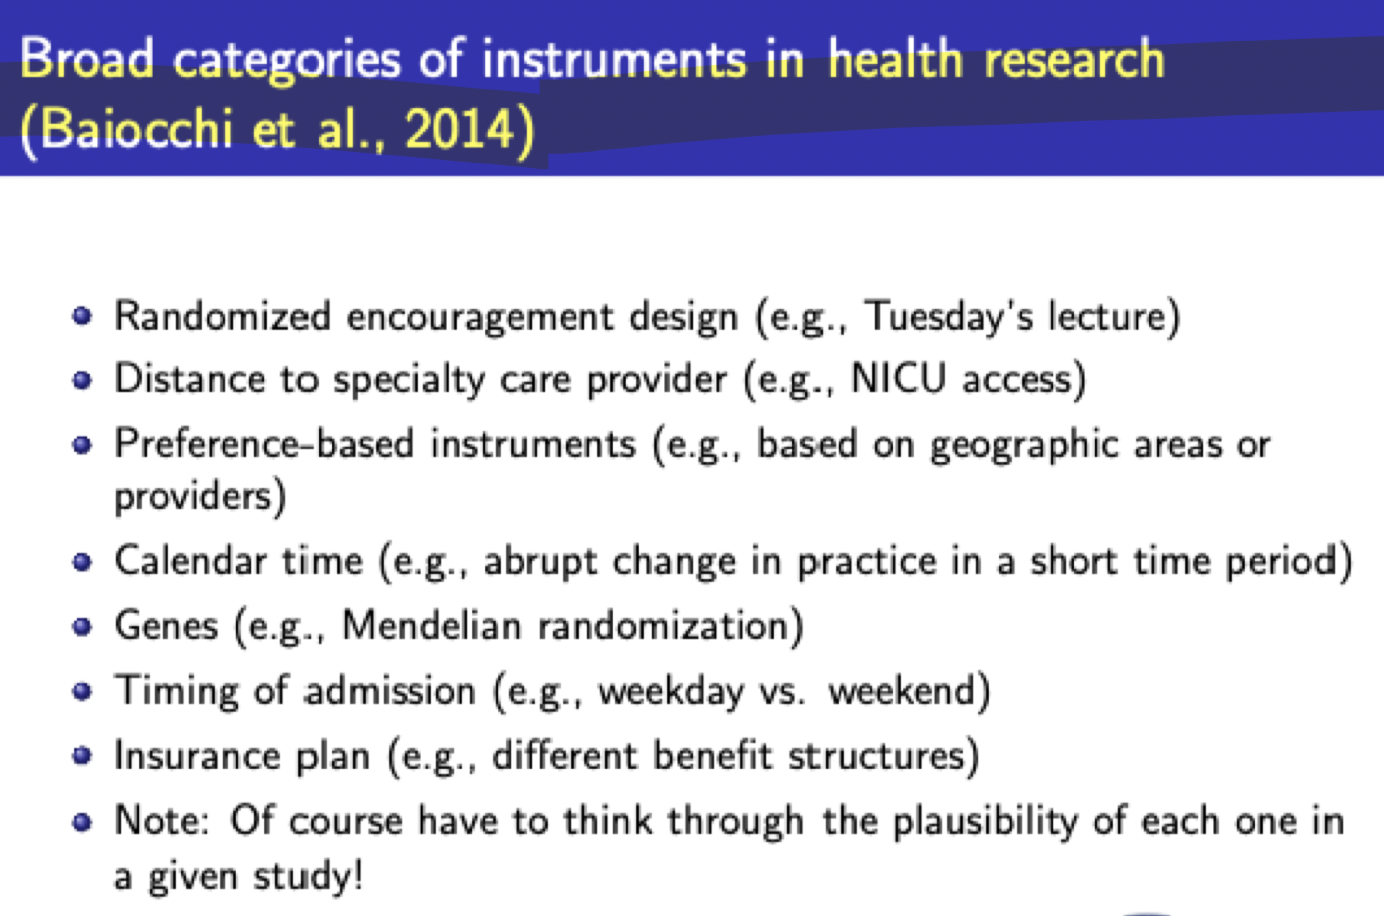 Broad categories of instruments in health research
(Baiocchi et al., 2014)
Randomized encouragement design (e.g., Tuesday's lecture)
Distance to specialty care provider (e.g., NICU access)
Preference-based instruments (e.g., based on geographic areas or
providers)
Calendar time (e.g., abrupt change in practice in a short time period)
Genes (e.g., Mendelian randomization)
Timing of admission (e.g., weekday vs. weekend)
Insurance plan (e.g., different benefit structures)
Note: Of course have to think through the plausibility of each one in
a given study!